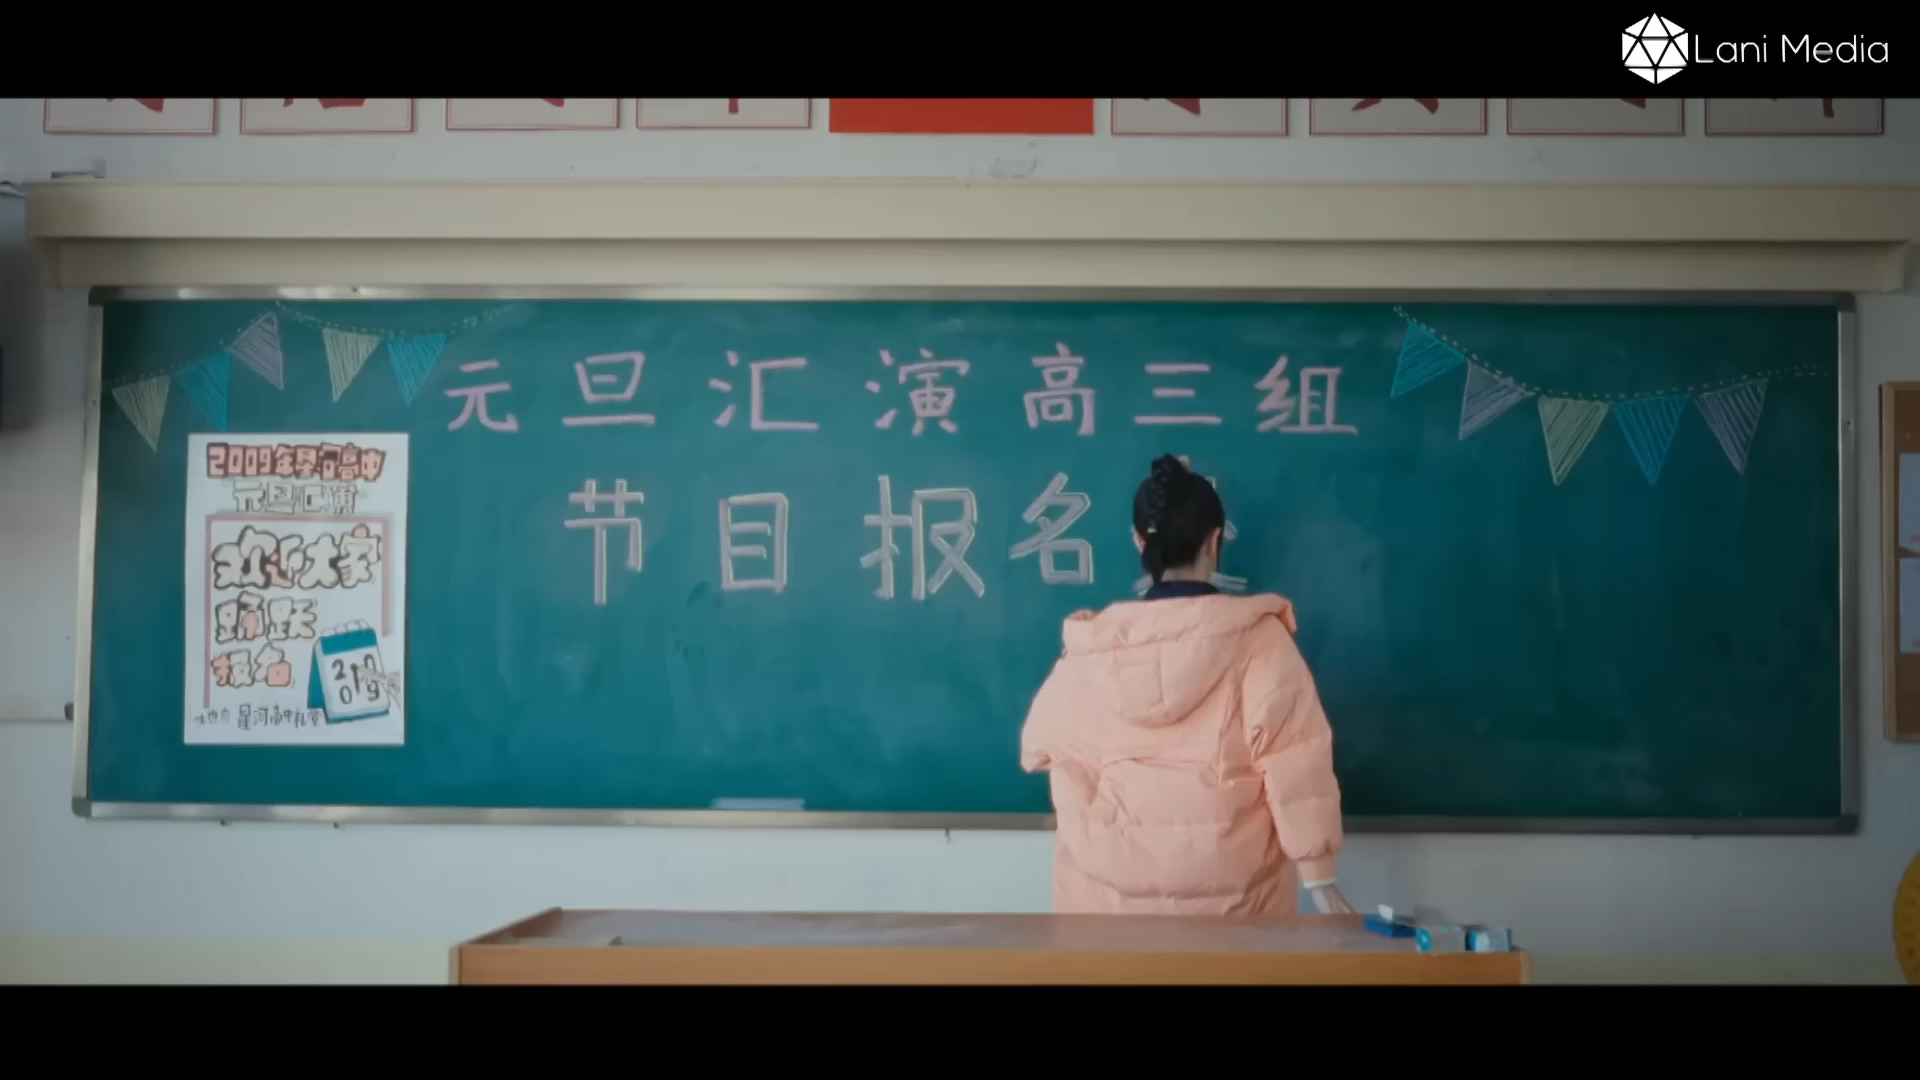 Lani Media
元旦汇演高三组
节目报名
2009年星河高中
元旦汇演
欢迎大家
踊跃
报名
2009
星河高中礼堂